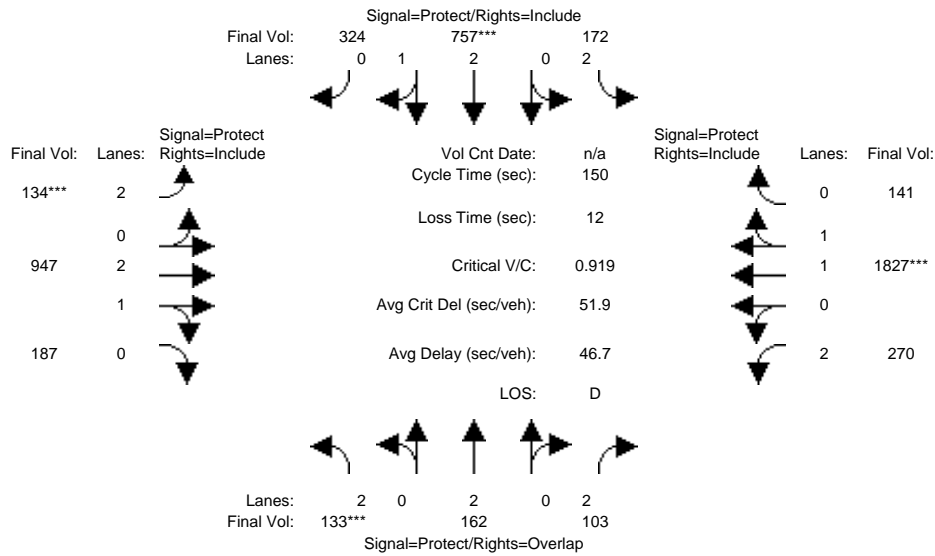 Signal=Protect/Rights=Include
Final Vol: 324 757*** 172
Lanes: 0 1 2 0 2
Signal=Protect
Final Vol: Lanes: Rights=Include
Vol Cnt Date: n/a
Signal=Protect
Rights=Include Lanes: Final Vol:
Cycle Time (sec): 150
134*** 2
0 141
Loss Time (sec): 12
0
1
947 2
Critical V/C: 0.919
1 1827***
1
Avg Crit Del (sec/veh): 51.9
0
187 0
Avg Delay (sec/veh): 46.7
2 270
LOS: D
Lanes: 2 0 2 0 2
Final Vol: 133*** 162 103
Signal=Protect/Rights=Overlap